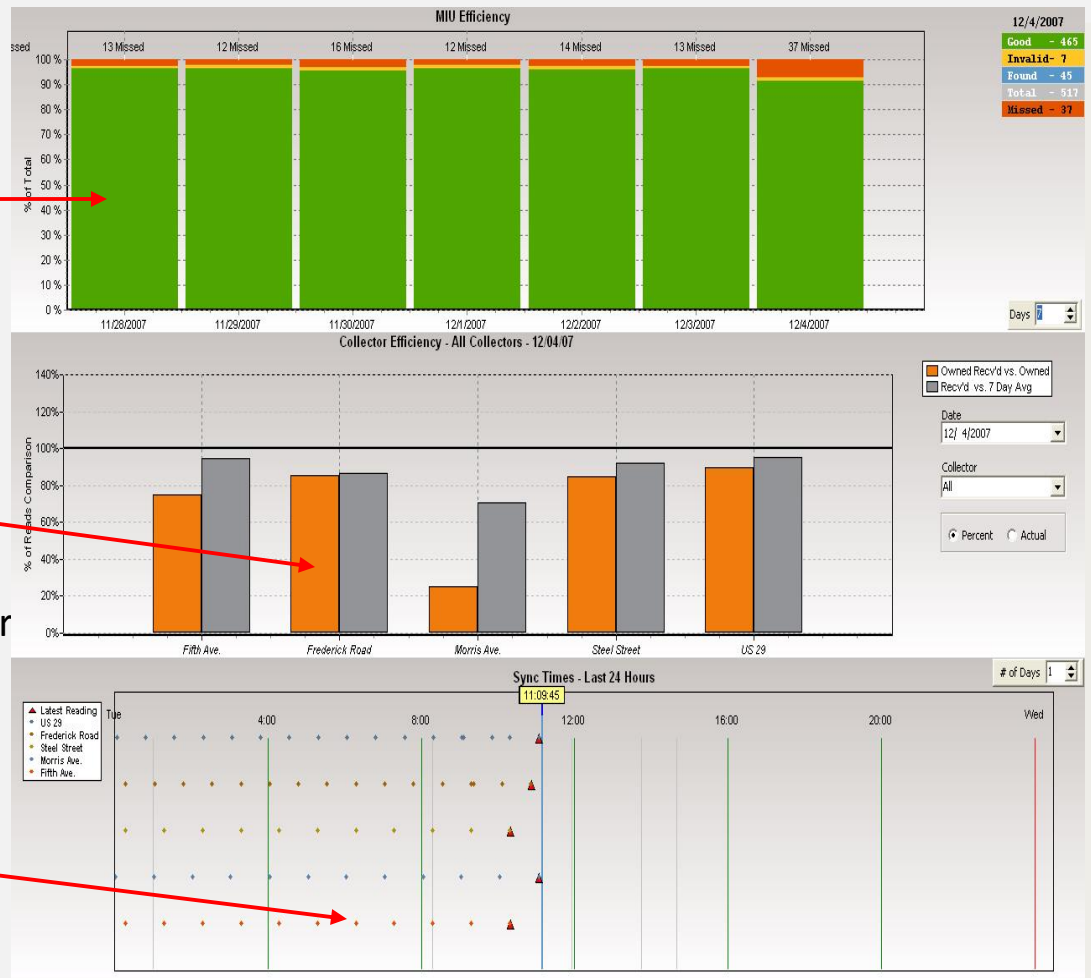 MIU Efficiency
12/4/2007
ssed 13 Missed 12 Missed 16 Missed 12 Missed 14 Missed 13 Missed 37 Missed
Good - 465
Invalid- 7
Found - 45
Total - 517
Missed - 37
100 %
90 %
80 %
70 %
60 %
50 %
40 %
30 %
20 %
10 %
0 %
% of Total
11/28/2007 11/29/2007 11/30/2007 12/1/2007 12/2/2007 12/3/2007 12/4/2007
Days 7
Collector Efficiency - All Collectors - 12/04/07
140%
120%
100%
80%
60%
40%
20%
0%
% of Reads Comparison
Owned Recv'd vs. Owned
Recv'd vs. 7 Day Avg
Date
12/ 4/2007
Collector
All
Percent Actual
r
Fifth Ave. Frederick Road Morris Ave. Steel Street US 29
Sync Times - Last 24 Hours
# of Days 1
11:09:45
Tue 4:00 8:00 12:00 16:00 20:00 Wed
Latest Reading
US 29
Frederick Road
Steel Street
Morris Ave.
Fifth Ave.